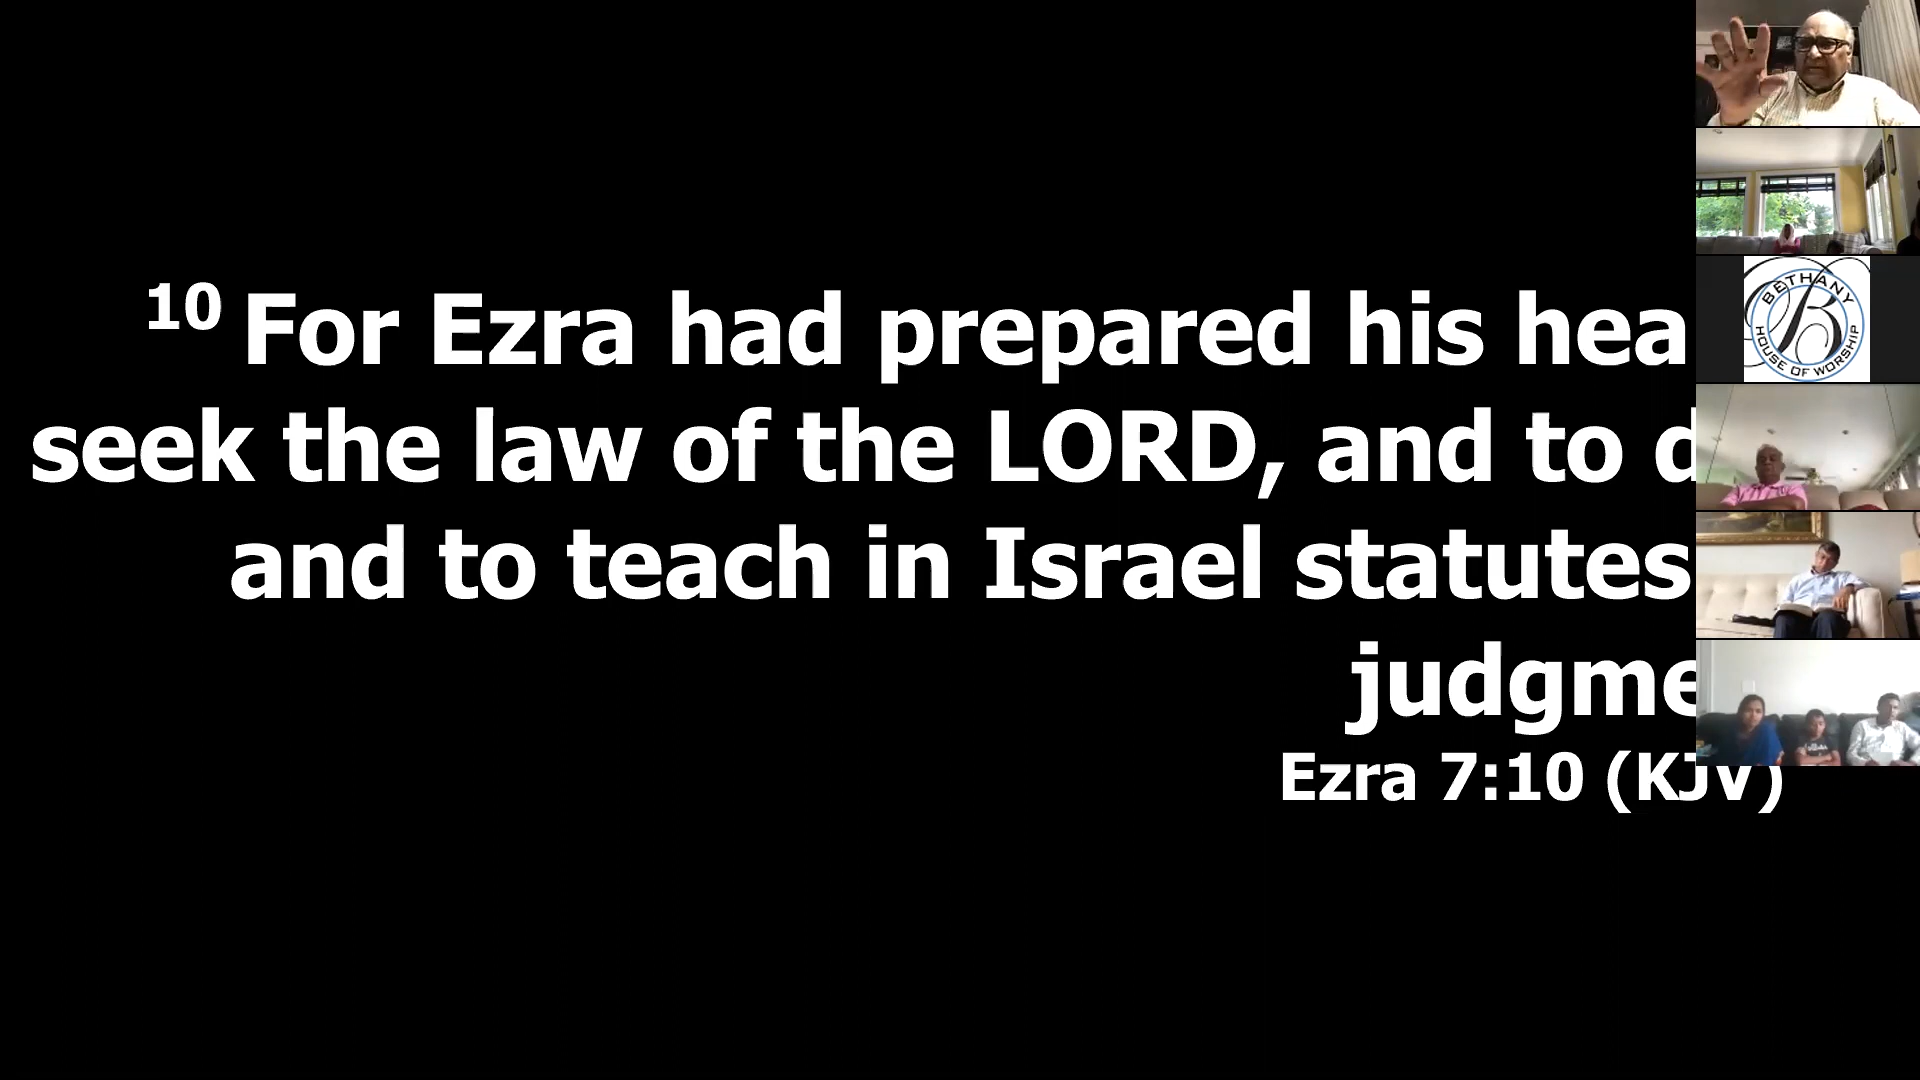 10 For Ezra had prepared his hea
seek the law of the LORD, and to d
and to teach in Israel statutes
judgme
Ezra 7:10 (KJV)
BETHANY
B
HOUSE OF WORSHIP